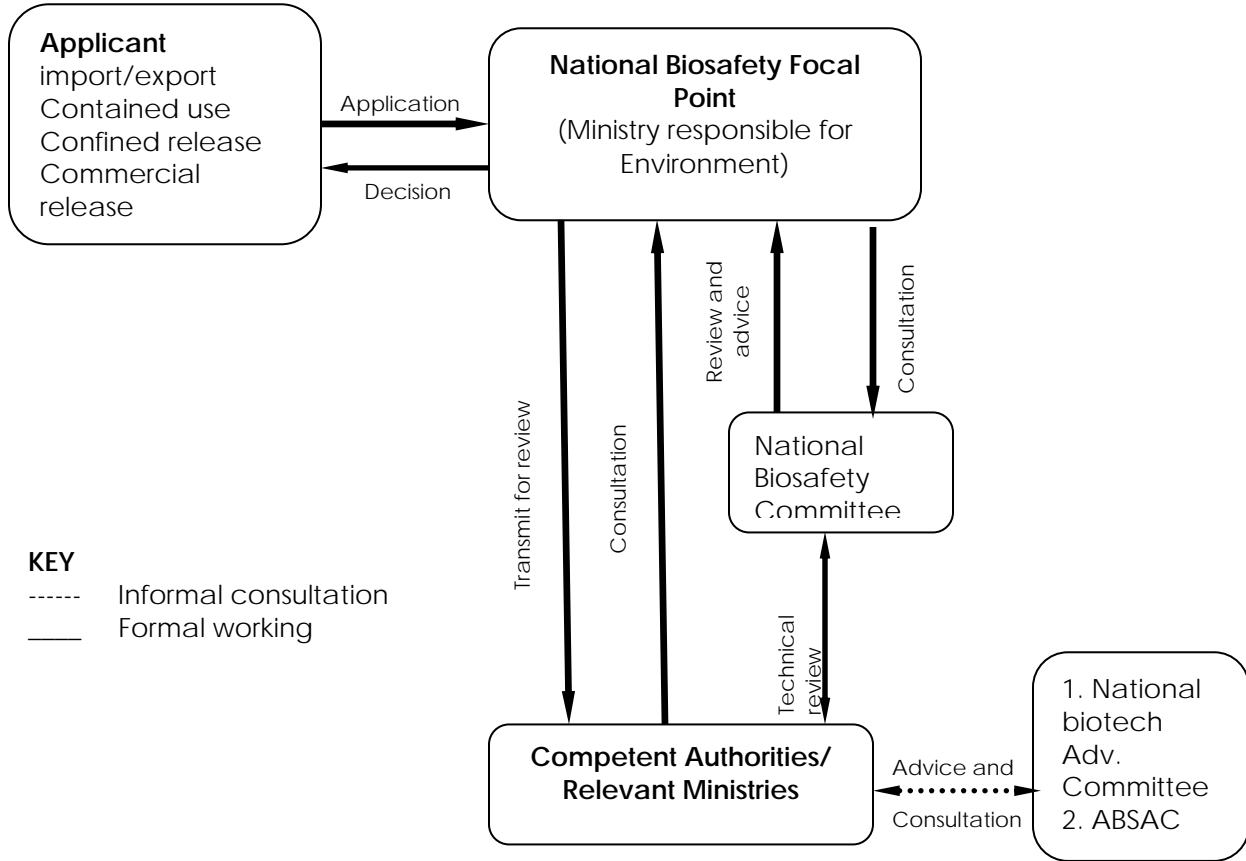 Applicant
import/export
Contained use
Confined release
Commercial
release
Application
Decision
National Biosafety Focal
Point
(Ministry responsible for
Environment)
Transmit for review
Consultation
Review and
advice
Consultation
National
Biosafety
Committee
KEY
------ Informal consultation
____ Formal working
Technical
review
Competent Authorities/
Relevant Ministries
Advice and
Consultation
1. National
biotech
Adv.
Committee
2. ABSAC